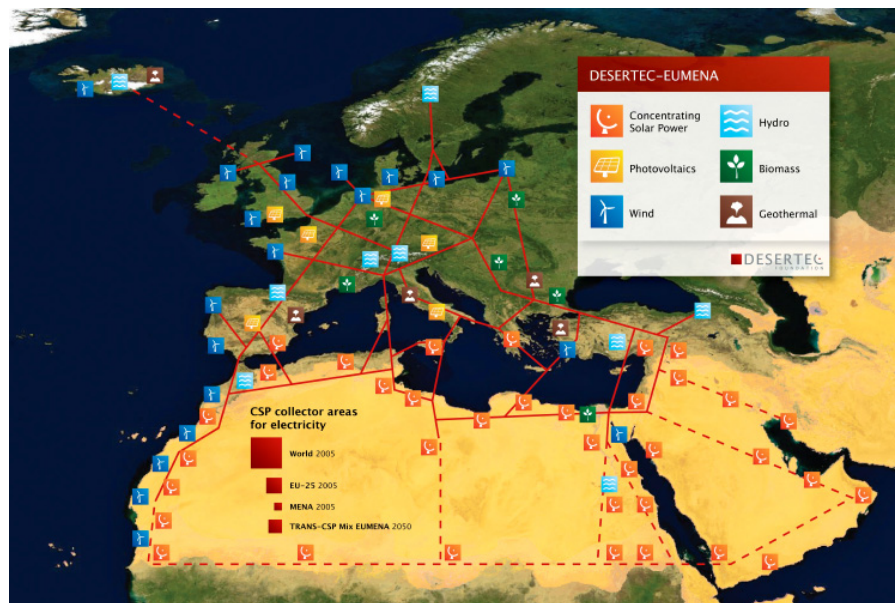 DESERTEC-EUMENA
Concentrating
Solar Power
Hydro
Photovoltaics
Biomass
Wind
Geothermal
DESERTEC
FOUNDATION
CSP collector areas
for electricity
World 2005
EU-25 2005
MENA 2005
TRANS-CSP Mix EUMENA 2050